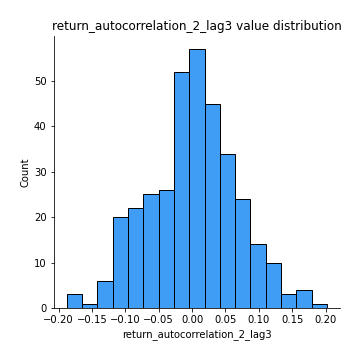 return_autocorrelation_2_lag3 value distribution
50
40
30
20
10
0
Count
−0.20 −0.15 −0.10 −0.05 0.00 0.05 0.10 0.15 0.20
return_autocorrelation_2_lag3